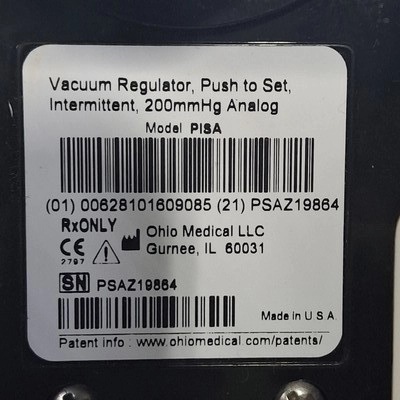 Vacuum Regulator, Push to Set,
Intermittent, 200mmHg Analog
Model PISA
(01) 00628101609085 (21) PSAZ19864
RxONLY
Ohio Medical LLC
Gurnee, IL 60031
CE
2797
SN PSAZ19864
Made in U S A
Patent info : www.ohiomedical.com/patents/